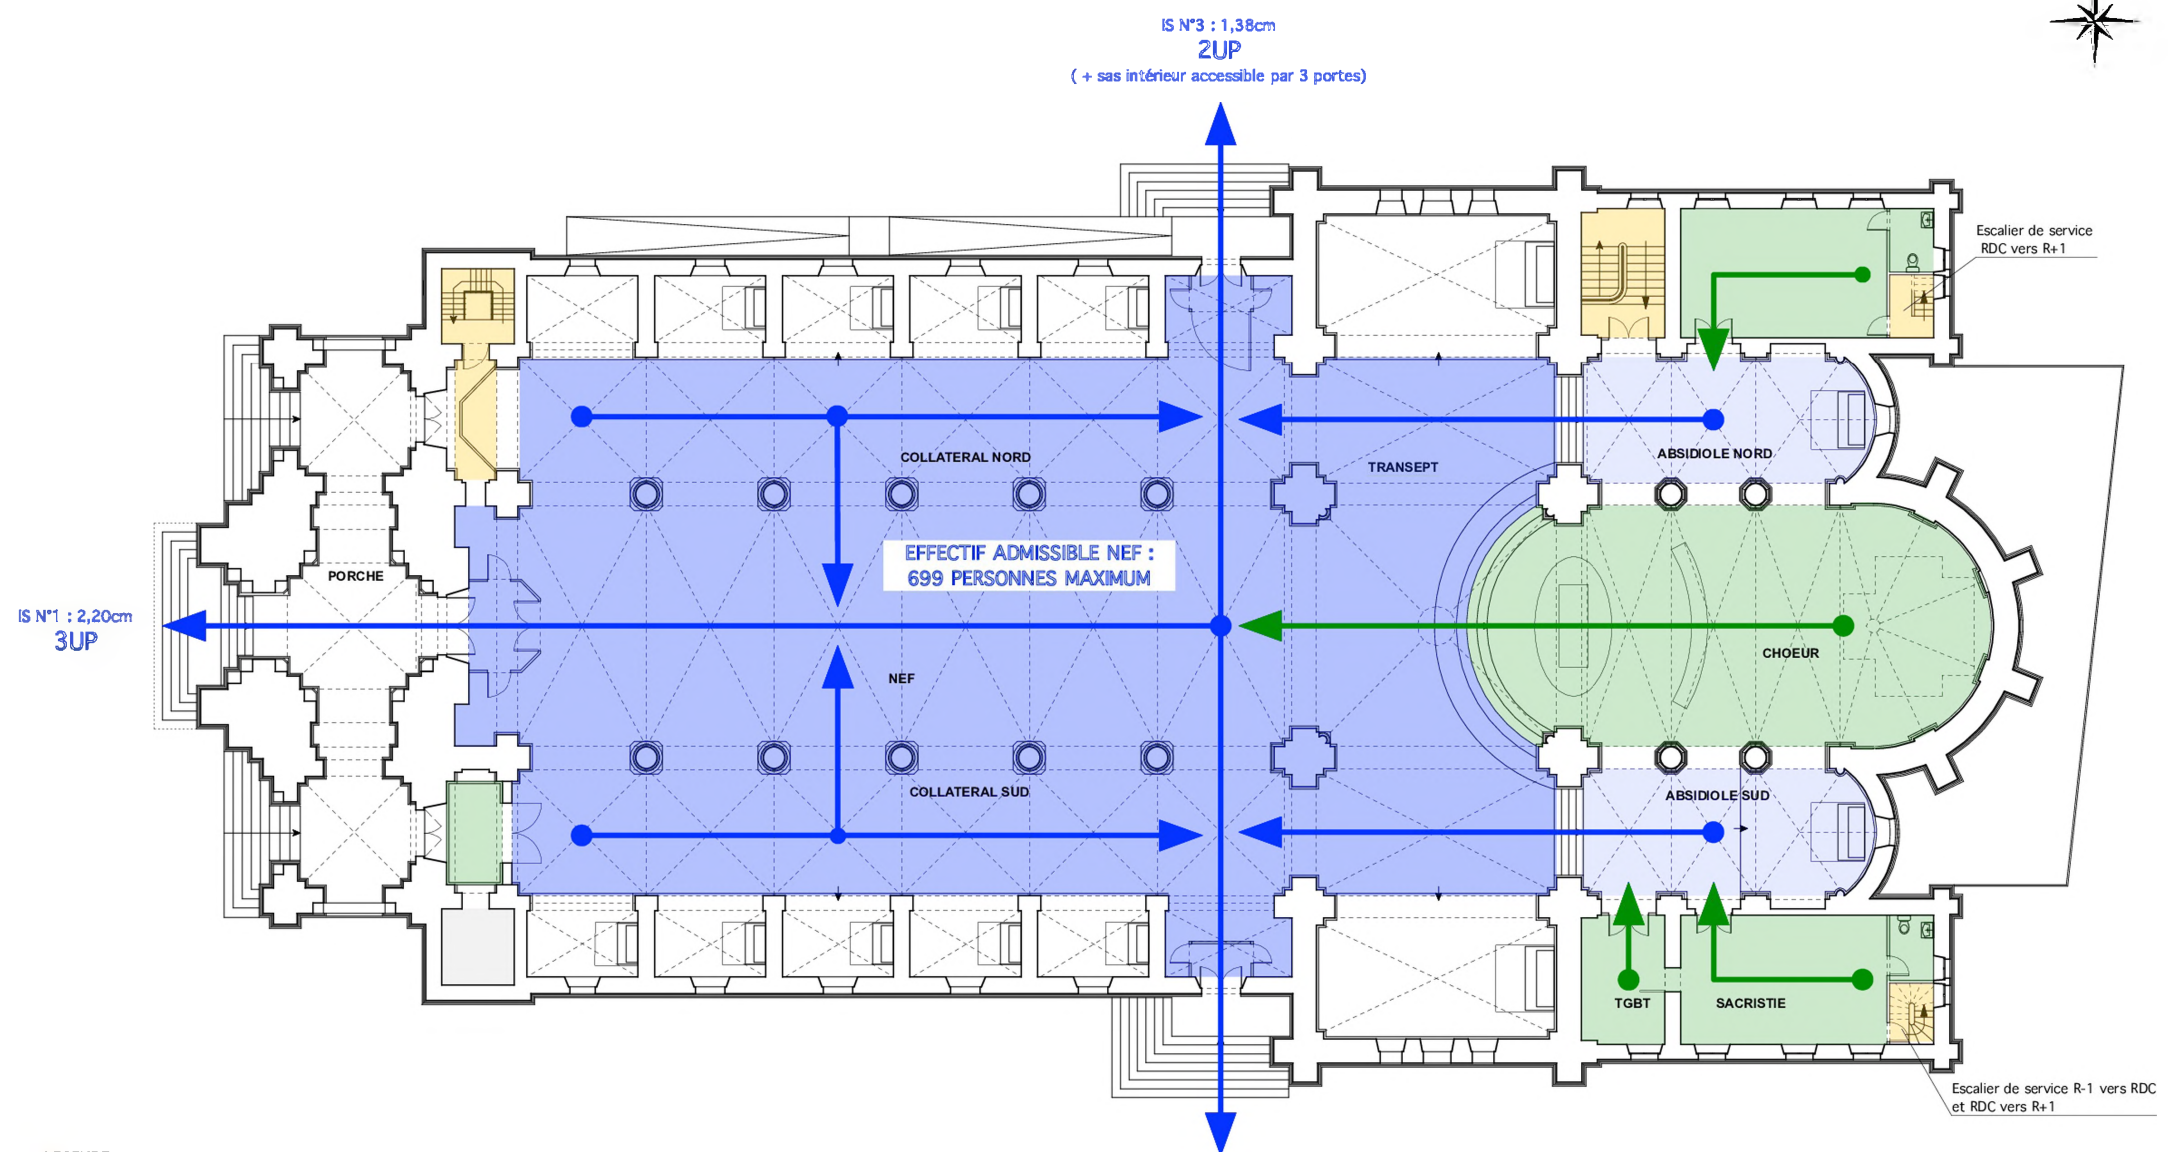 IS N°3 : 1,38cm
2UP
( + sas intérieur accessible par 3 portes)
Escalier de service
RDC vers R+1
COLLATERAL NORD
TRANSEPT
ABSIDIOLE NORD
EFFECTIF ADMISSIBLE NEF :
699 PERSONNES MAXIMUM
PORCHE
IS N°1 : 2,20cm
3UP
CHOEUR
NEF
COLLATERAL SUD
ABSIDIOLE SUD
TGBT
SACRISTIE
Escalier de service R-1 vers RDC
et RDC vers R+1